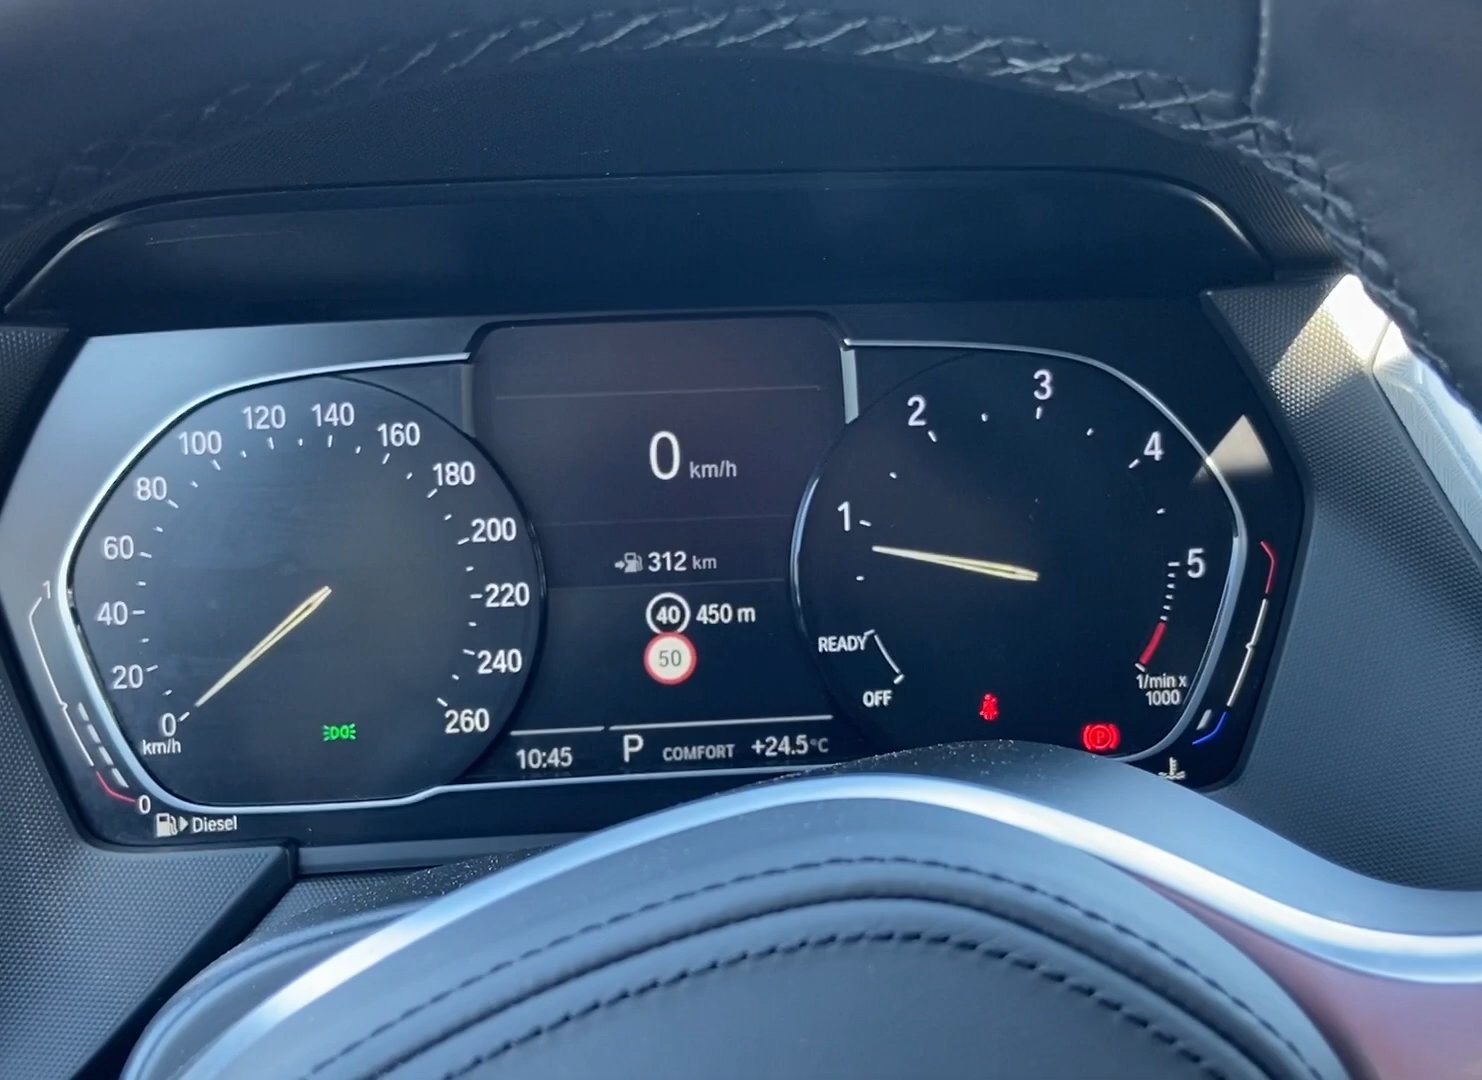 120 140
100 160
80 180
60 200
40 220
20 240
0 260
km/h
1
0
Diesel
0 km/h
312 km
40 450 m
50
10:45 P COMFORT +24.5°C
1 2 3 4 5
READY
OFF
1/min x
1000
P